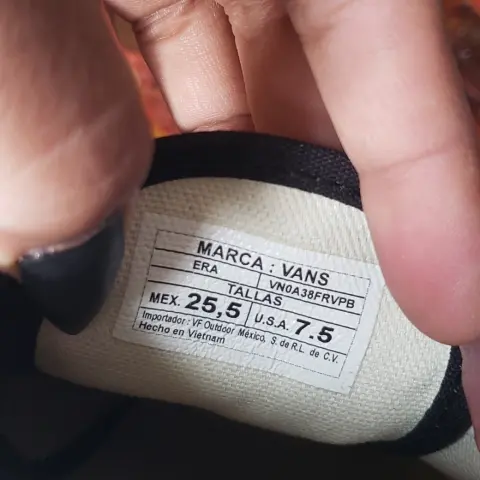 MARCA : VANS
ERA VN0A38FRVPB
TALLAS
MEX. 25,5 U.S.A. 7.5
Importador : VF Outdoor México, S. de R.L. de C.V.
Hecho en Vietnam